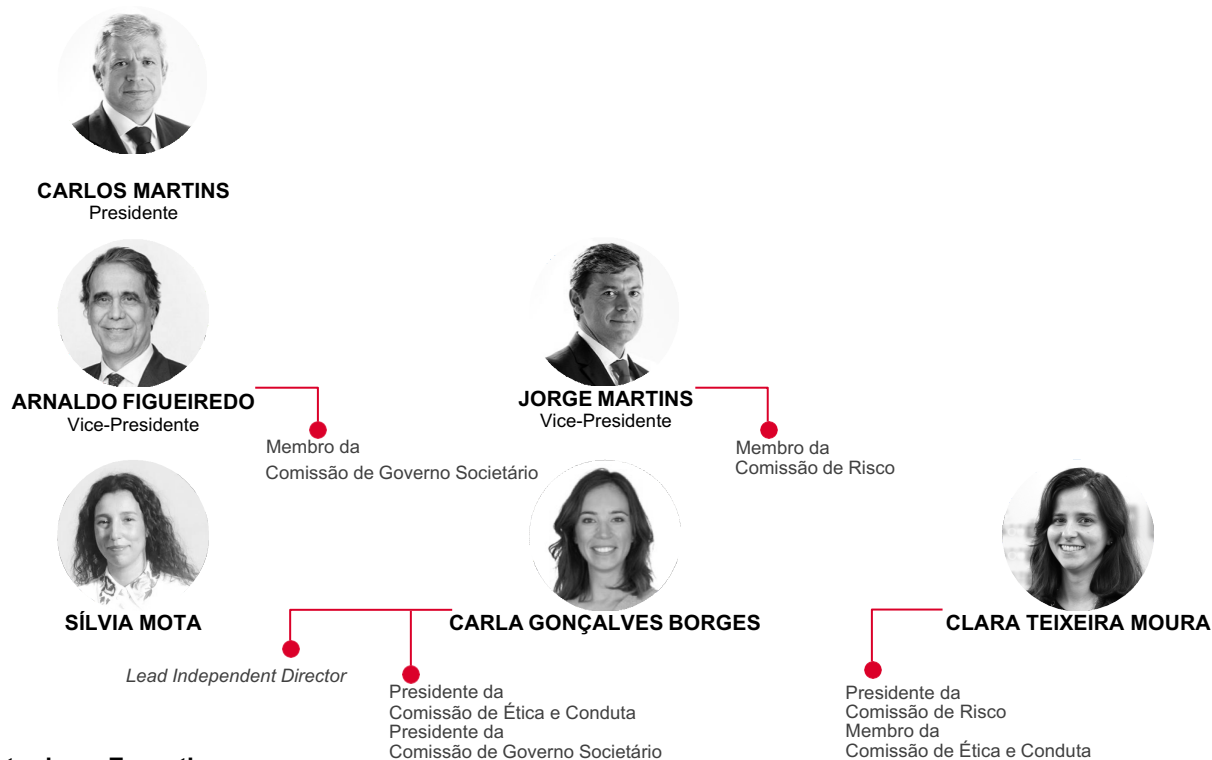 CARLOS MARTINS
Presidente
ARNALDO FIGUEIREDO
Vice-Presidente
JORGE MARTINS
Vice-Presidente
Membro da
Comissão de Governo Societário
Membro da
Comissão de Risco
SÍLVIA MOTA
CARLA GONÇALVES BORGES
CLARA TEIXEIRA MOURA
Lead Independent Director
Presidente da
Comissão de Ética e Conduta
Presidente da
Comissão de Governo Societário
Presidente da
Comissão de Risco
Membro da
Comissão de Ética e Conduta